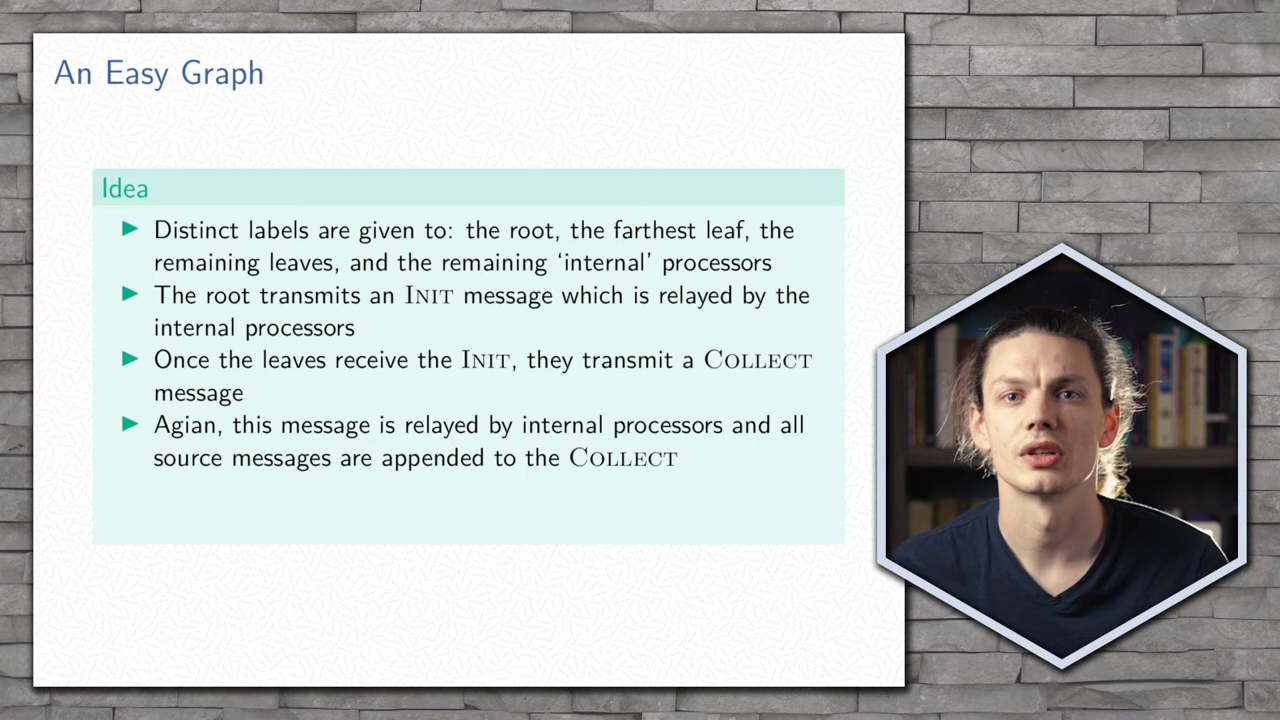 An Easy Graph
Idea
▶ Distinct labels are given to: the root, the farthest leaf, the
remaining leaves, and the remaining ‘internal’ processors
▶ The root transmits an INIT message which is relayed by the
internal processors
▶ Once the leaves receive the INIT, they transmit a COLLECT
message
▶ Agian, this message is relayed by internal processors and all
source messages are appended to the COLLECT